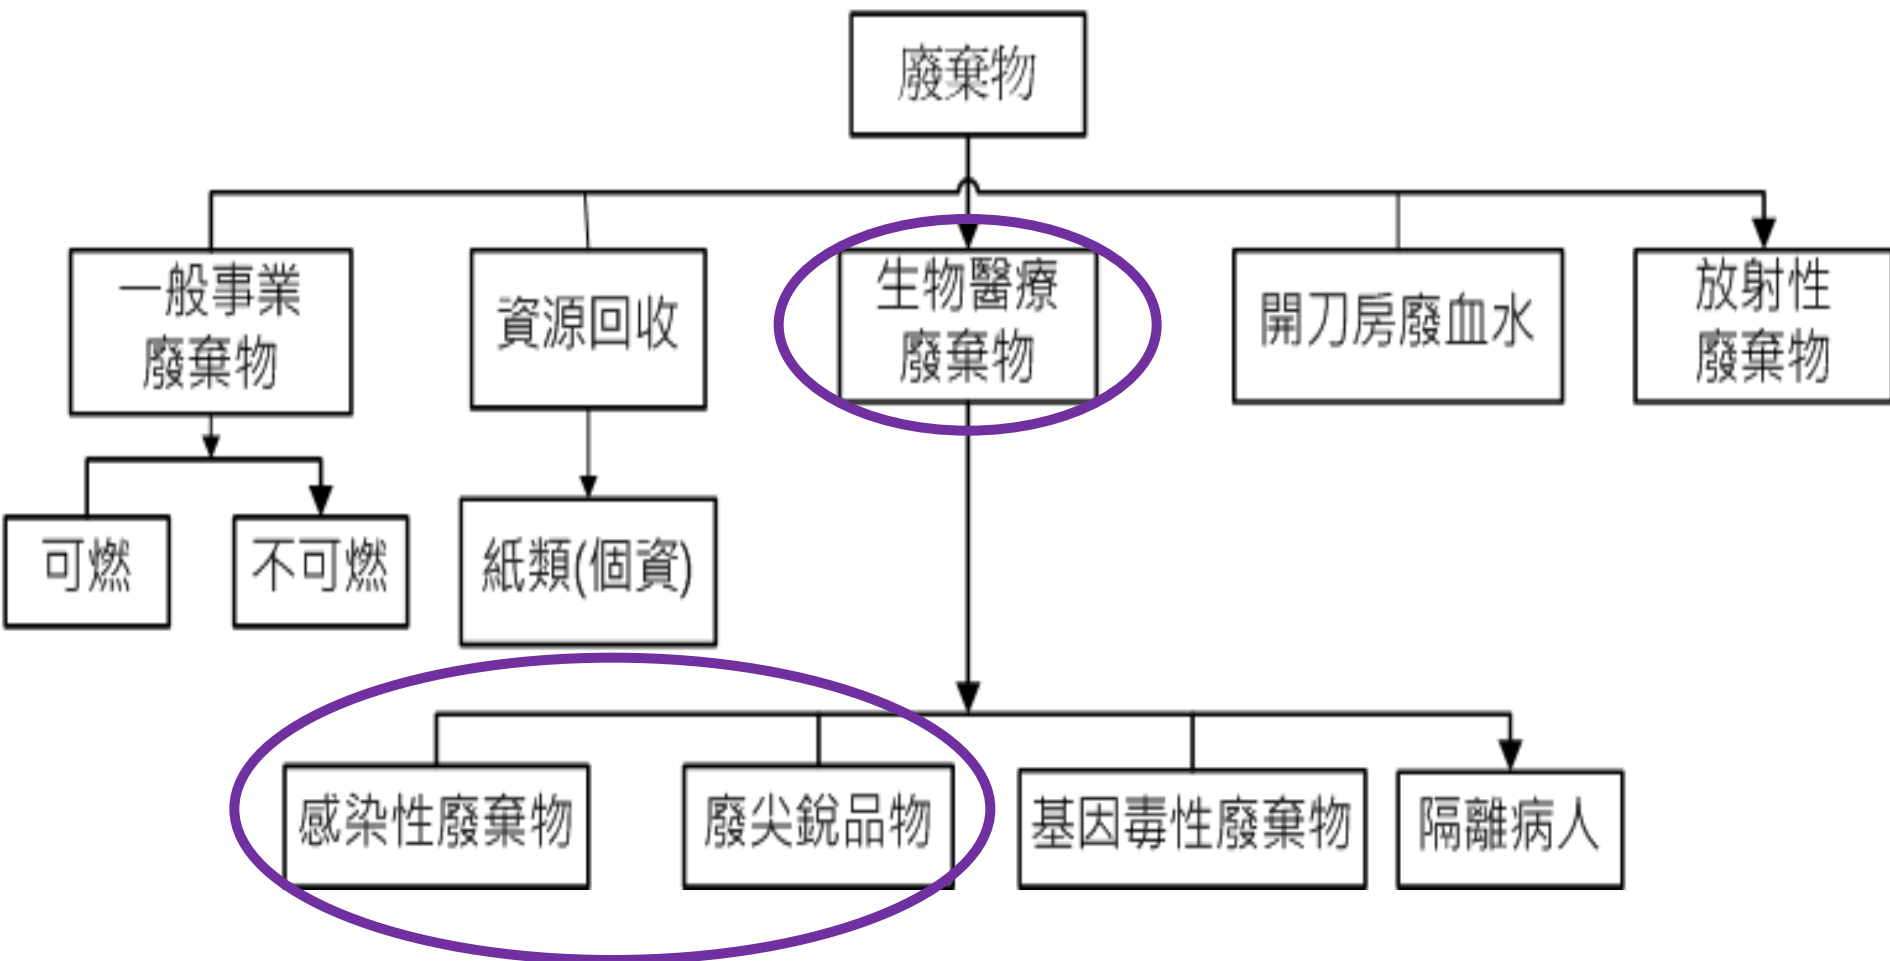 廢棄物
一般事業
廢棄物
資源回收
生物醫療
廢棄物
開刀房廢血水
放射性
廢棄物
可燃
不可燃
紙類(個資)
感染性廢棄物
廢尖銳品物
基因毒性廢棄物
隔離病人